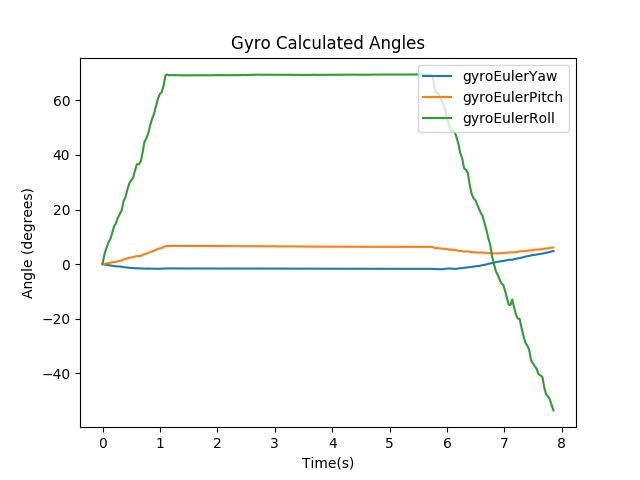 Gyro Calculated Angles
gyroEulerYaw
gyroEulerPitch
gyroEulerRoll
Angle (degrees)
60
40
20
0
−20
−40
0 1 2 3 4 5 6 7 8
Time(s)